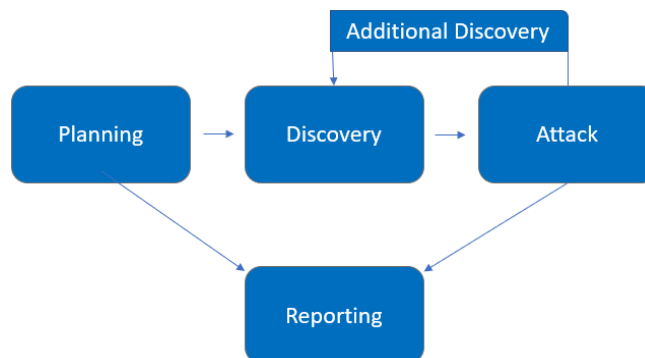 Additional Discovery
Planning
Discovery
Attack
Reporting